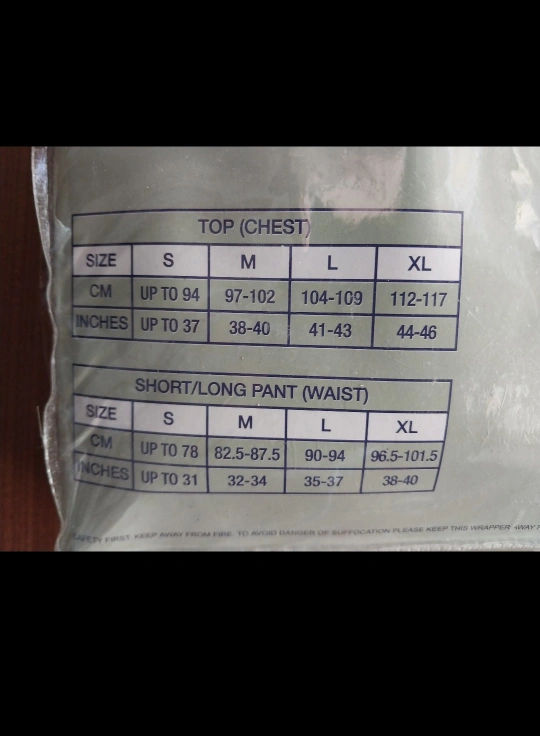 TOP (CHEST)
SIZE S M L XL
CM UP TO 94 97-102 104-109 112-117
INCHES UP TO 37 38-40 41-43 44-46
SHORT/LONG PANT (WAIST)
SIZE S M L XL
CM UP TO 78 82.5-87.5 90-94 96.5-101.5
INCHES UP TO 31 32-34 35-37 38-40
SAFETY FIRST. KEEP AWAY FROM FIRE. TO AVOID DANGER OF SUFFOCATION PLEASE KEEP THIS WRAPPER AWAY